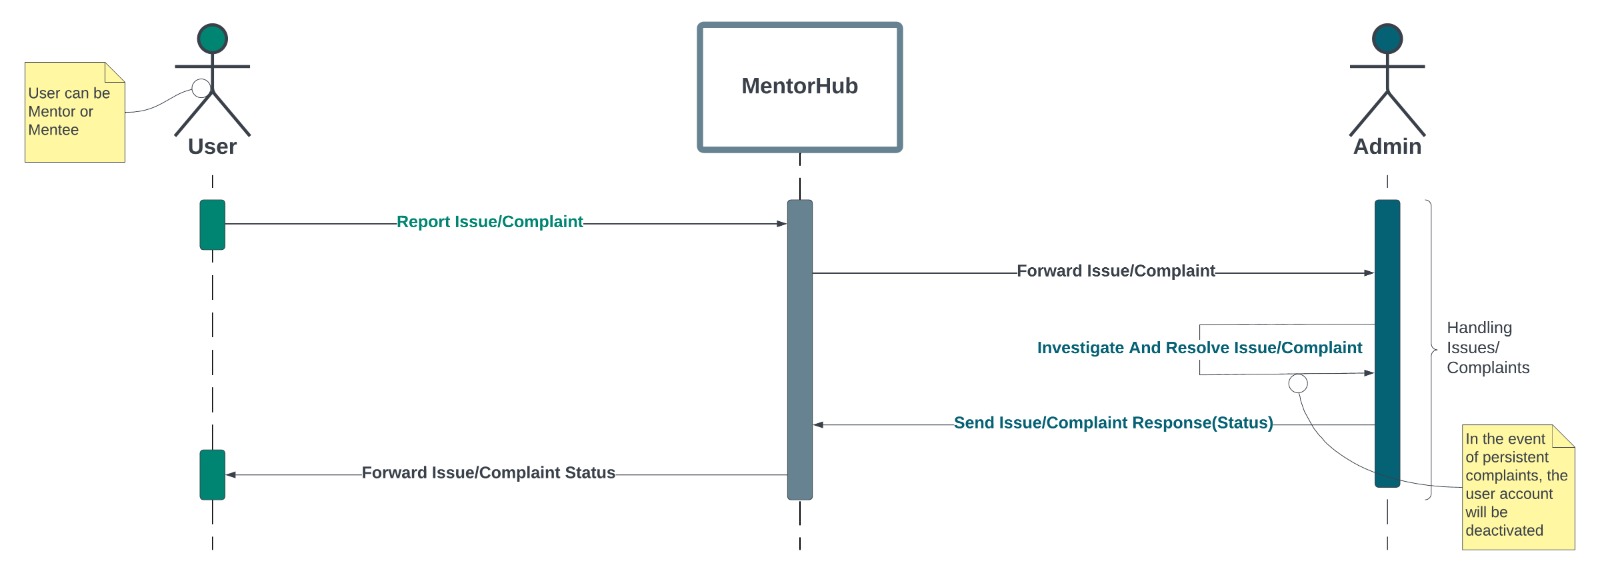 MentorHub
User can be
Mentor or
Mentee
User
Admin
Report Issue/Complaint
Forward Issue/Complaint
Handling
Issues/
Complaints
Investigate And Resolve Issue/Complaint
Send Issue/Complaint Response(Status)
Forward Issue/Complaint Status
In the event
of persistent
complaints, the
user account
will be
deactivated